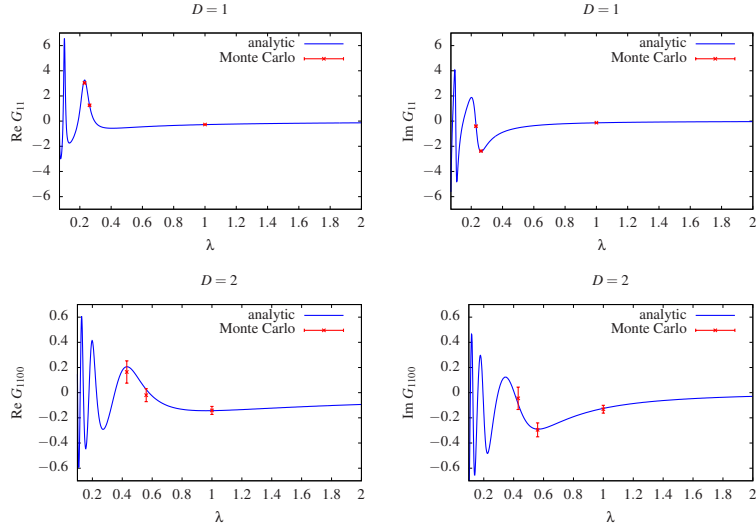 D = 1
6
4
2
0
−2
−4
−6
Re G11
analytic
Monte Carlo
0.2 0.4 0.6 0.8 1 1.2 1.4 1.6 1.8 2
λ
D = 1
6
4
2
0
−2
−4
−6
Im G11
analytic
Monte Carlo
0.2 0.4 0.6 0.8 1 1.2 1.4 1.6 1.8 2
λ
D = 2
0.6
0.4
0.2
0
−0.2
−0.4
−0.6
Re G1100
analytic
Monte Carlo
0.2 0.4 0.6 0.8 1 1.2 1.4 1.6 1.8 2
λ
D = 2
0.6
0.4
0.2
0
−0.2
−0.4
−0.6
Im G1100
analytic
Monte Carlo
0.2 0.4 0.6 0.8 1 1.2 1.4 1.6 1.8 2
λ